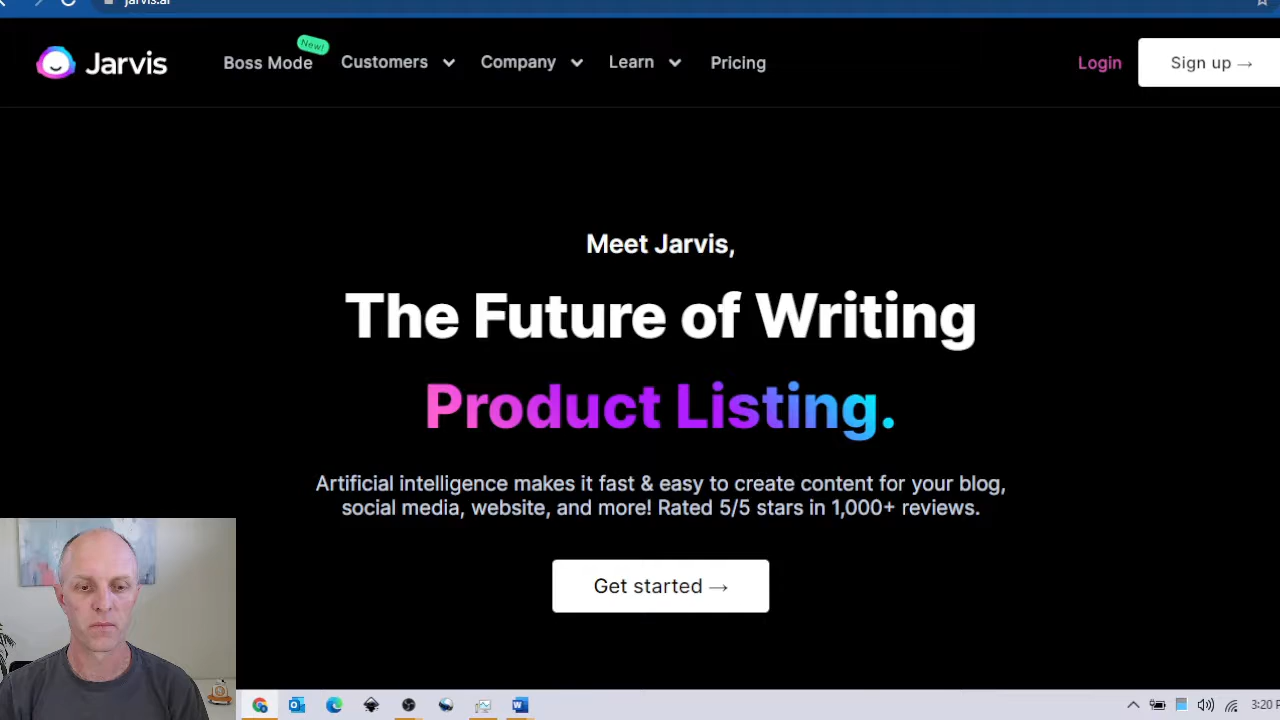 jarvis.ai
Jarvis
Boss Mode
New!
Customers
Company
Learn
Pricing
Login
Sign up →
Meet Jarvis,
The Future of Writing
Product Listing.
Artificial intelligence makes it fast & easy to create content for your blog,
social media, website, and more! Rated 5/5 stars in 1,000+ reviews.
Get started →
3:20 P